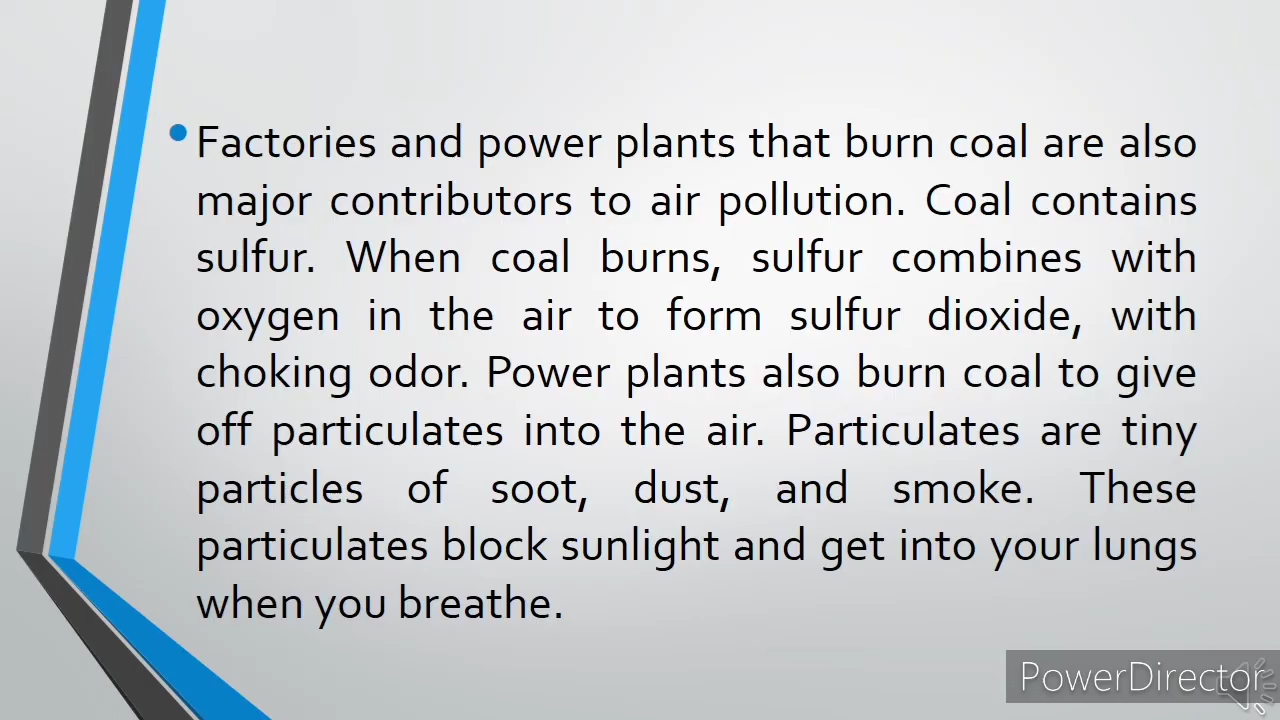 Factories and power plants that burn coal are also
major contributors to air pollution. Coal contains
sulfur. When coal burns, sulfur combines with
oxygen in the air to form sulfur dioxide, with
choking odor. Power plants also burn coal to give
off particulates into the air. Particulates are tiny
particles of soot, dust, and smoke. These
particulates block sunlight and get into your lungs
when you breathe.
PowerDirector